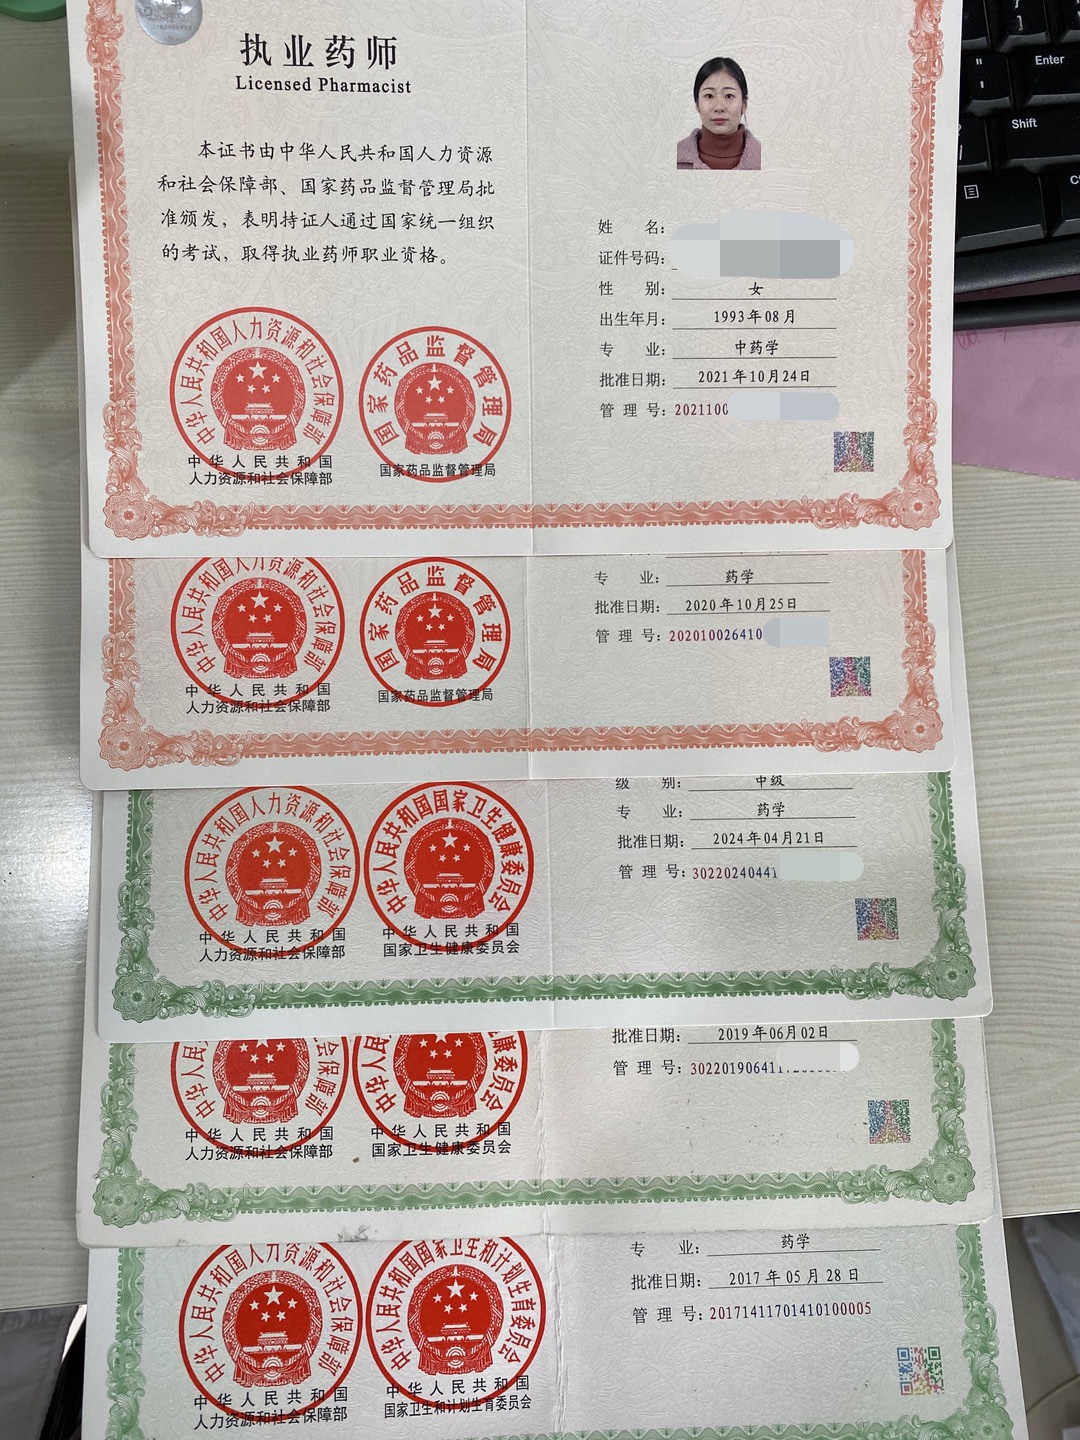 执业药师
Licensed Pharmacist
本证书由中华人民共和国人力资源
和社会保障部、国家药品监督管理局批
准颁发，表明持证人通过国家统一组织
的考试，取得执业药师职业资格。
中华人民共和国人力资源和社会保障部
国家药品监督管理局
中华人民共和国
人力资源和社会保障部
国家药品监督管理局
姓 名：
证件号码：
性 别： 女
出生年月： 1993年08月
专 业： 中药学
批准日期： 2021年10月24日
管 理 号： 2021100
Enter
Shift
中华人民共和国人力资源和社会保障部
国家药品监督管理局
中华人民共和国
人力资源和社会保障部
国家药品监督管理局
专 业： 药学
批准日期： 2020年10月25日
管 理 号： 202010026410
中华人民共和国人力资源和社会保障部
中华人民共和国国家卫生健康委员会
中华人民共和国
人力资源和社会保障部
中华人民共和国
国家卫生健康委员会
级 别： 中级
专 业： 药学
批准日期： 2024年04月21日
管 理 号： 30220240441
中华人民共和国
人力资源和社会保障部
中华人民共和国
国家卫生健康委员会
批准日期： 2019年06月02日
管 理 号： 302201906411
中华人民共和国人力资源和社会保障部
中华人民共和国国家卫生和计划生育委员会
中华人民共和国
人力资源和社会保障部
中华人民共和国
国家卫生和计划生育委员会
专 业： 药学
批准日期： 2017年05月28日
管 理 号： 20171411701410100005